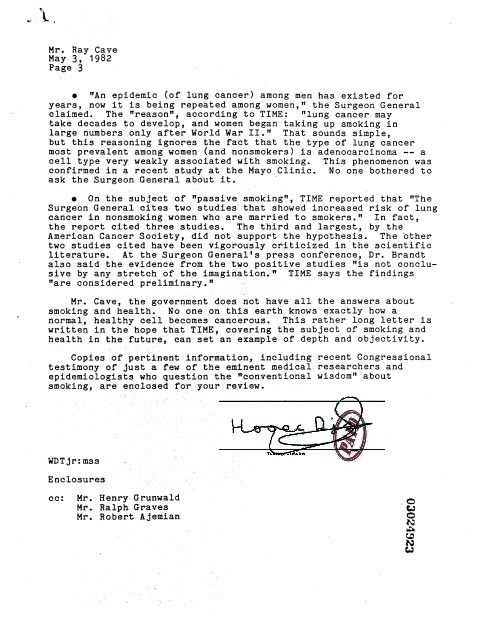 Mr. Ray Cave
May 3, 1982
Page 3
● "An epidemic (of lung cancer) among men has existed for
years, now it is being repeated among women," the Surgeon General
claimed. The "reason", according to TIME: "lung cancer may
take decades to develop, and women began taking up smoking in
large numbers only after World War II." That sounds simple,
but this reasoning ignores the fact that the type of lung cancer
most prevalent among women (and nonsmokers) is adenocarcinoma -- a
cell type very weakly associated with smoking. This phenomenon was
confirmed in a recent study at the Mayo Clinic. No one bothered to
ask the Surgeon General about it.
● On the subject of "passive smoking", TIME reported that "The
Surgeon General cites two studies that showed increased risk of lung
cancer in nonsmoking women who are married to smokers." In fact,
the report cited three studies. The third and largest, by the
American Cancer Society, did not support the hypothesis. The other
two studies cited have been vigorously criticized in the scientific
literature. At the Surgeon General's press conference, Dr. Brandt
also said the evidence from the two positive studies "is not conclu-
sive by any stretch of the imagination." TIME says the findings
"are considered preliminary."
Mr. Cave, the government does not have all the answers about
smoking and health. No one on this earth knows exactly how a
normal, healthy cell becomes cancerous. This rather long letter is
written in the hope that TIME, covering the subject of smoking and
health in the future, can set an example of depth and objectivity.
Copies of pertinent information, including recent Congressional
testimony of just a few of the eminent medical researchers and
epidemiologists who question the "conventional wisdom" about
smoking, are enclosed for your review.
PAID
WDTjr:mss
Enclosures
cc: Mr. Henry Grunwald
Mr. Ralph Graves
Mr. Robert Ajemian
03024923